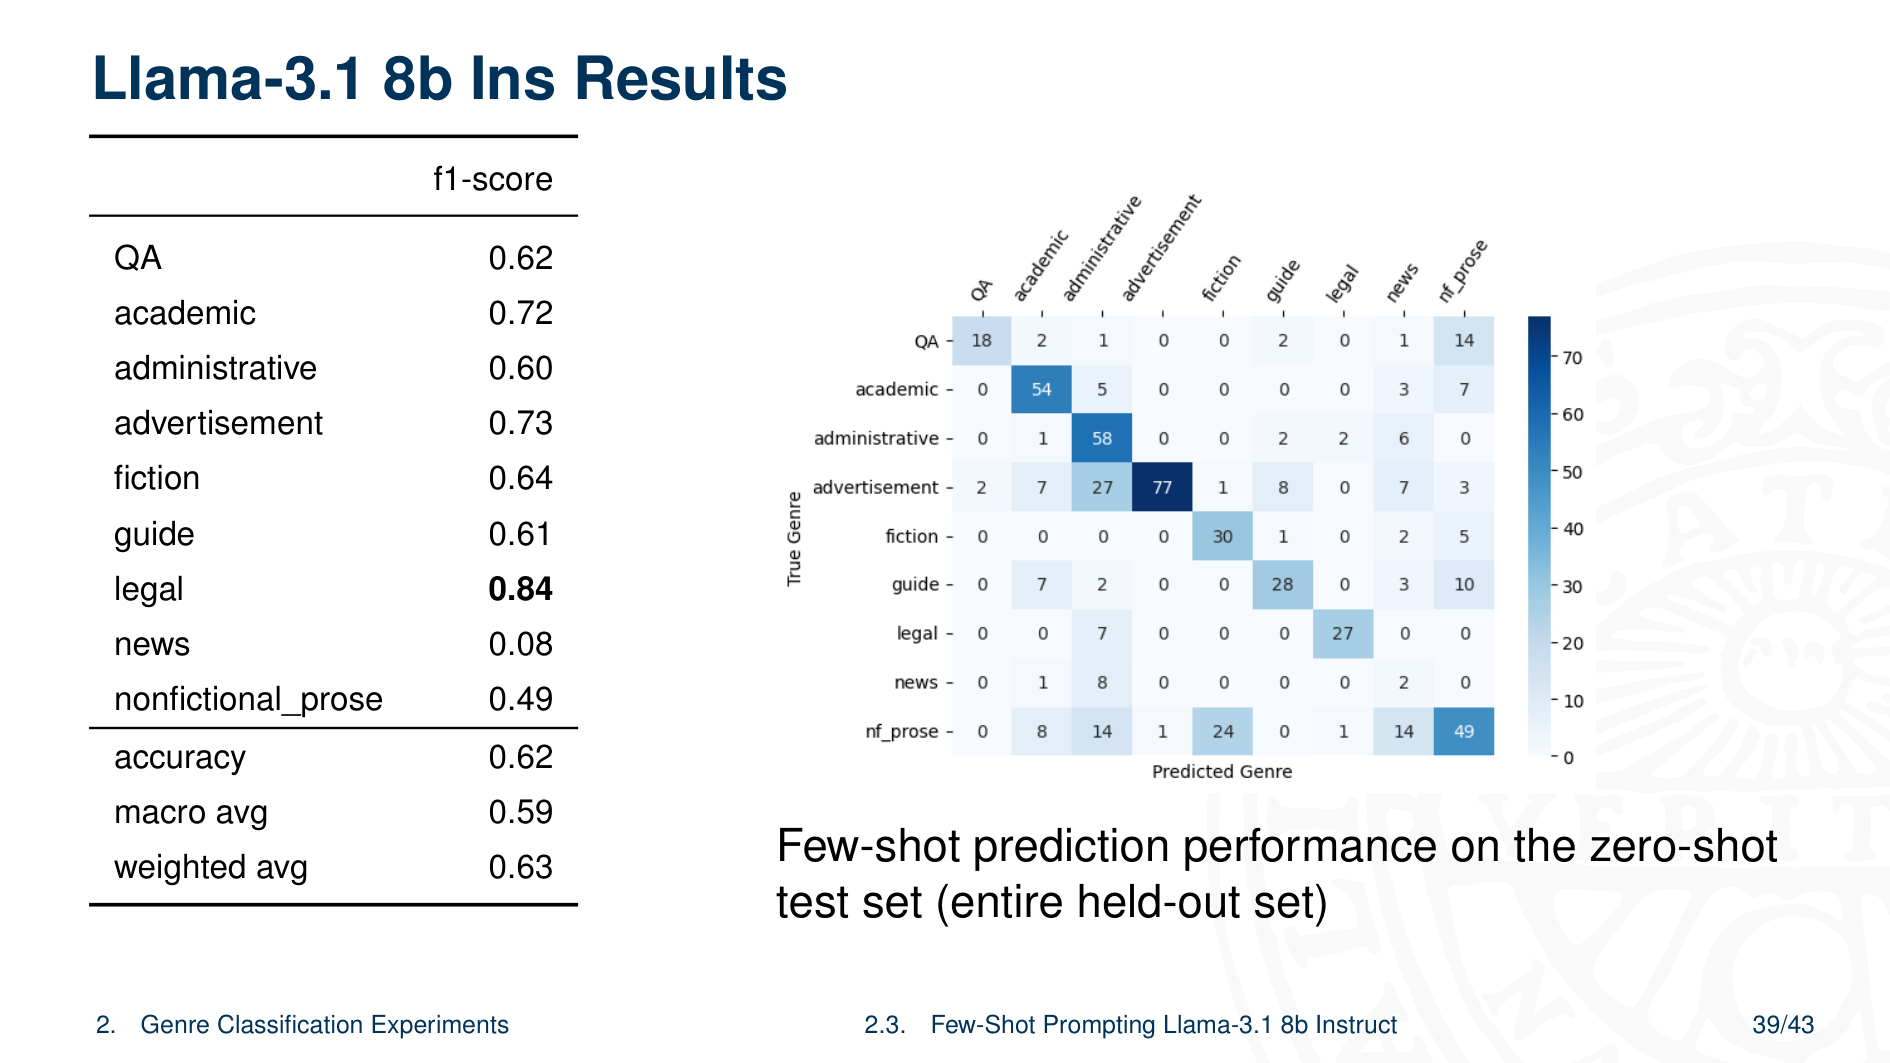 Llama-3.1 8b Ins Results
f1-score
QA 0.62
academic 0.72
administrative 0.60
advertisement 0.73
fiction 0.64
guide 0.61
legal 0.84
news 0.08
nonfictional_prose 0.49
accuracy 0.62
macro avg 0.59
weighted avg 0.63
QA academic administrative advertisement fiction guide legal news nf_prose
True Genre
QA 18 2 1 0 0 2 0 1 14
academic 0 54 5 0 0 0 0 3 7
administrative 0 1 58 0 0 2 2 6 0
advertisement 2 7 27 77 1 8 0 7 3
fiction 0 0 0 0 30 1 0 2 5
guide 0 7 2 0 0 28 0 3 10
legal 0 0 7 0 0 0 27 0 0
news 0 1 8 0 0 0 0 2 0
nf_prose 0 8 14 1 24 0 1 14 49
Predicted Genre
70
60
50
40
30
20
10
0
Few-shot prediction performance on the zero-shot
test set (entire held-out set)
2. Genre Classification Experiments
2.3. Few-Shot Prompting Llama-3.1 8b Instruct
39/43